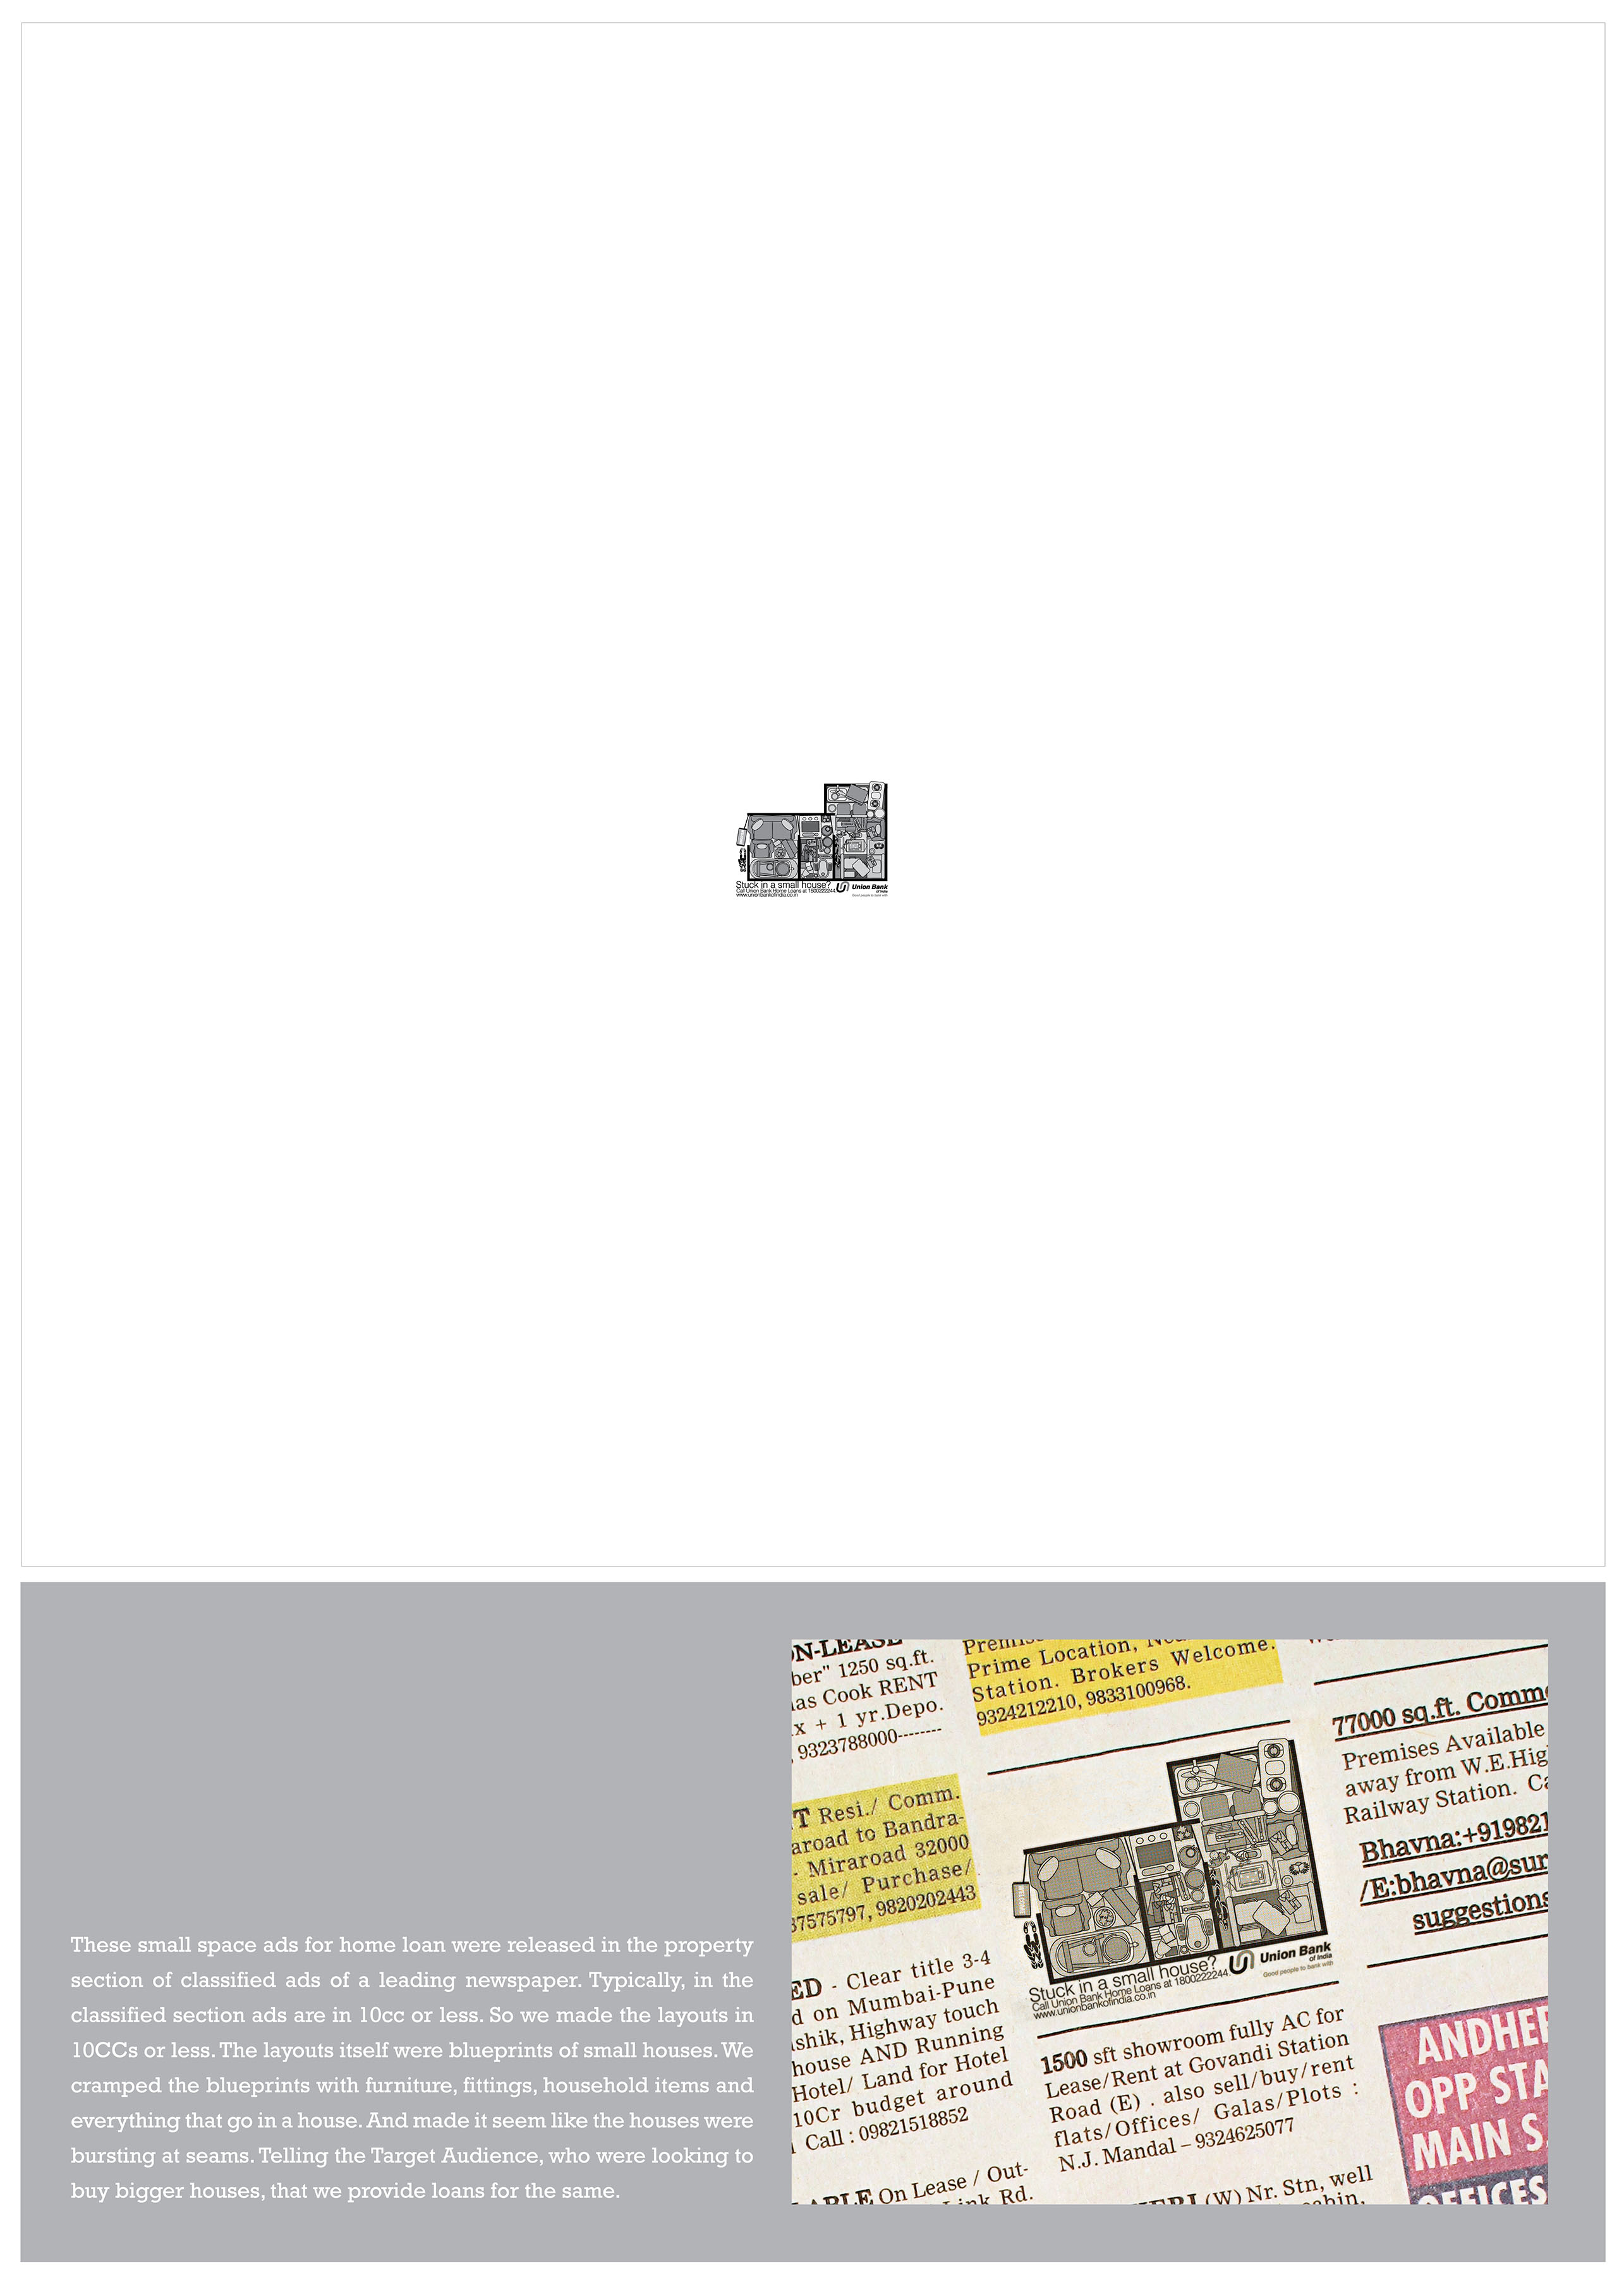 Stuck in a small house?
Call Union Bank Home Loans at 1800222244.
www.unionbankofindia.co.in
Union Bank
of India
Good people to bank with
These small space ads for home loan were released in the property
section of classified ads of a leading newspaper. Typically, in the
classified section ads are in 10cc or less. So we made the layouts in
10CCs or less. The layouts itself were blueprints of small houses. We
cramped the blueprints with furniture, fittings, household items and
everything that go in a house. And made it seem like the houses were
bursting at seams. Telling the Target Audience, who were looking to
buy bigger houses, that we provide loans for the same.
N-LEASE
ber" 1250 sq.ft.
as Cook RENT
x + 1 yr.Depo.
9323788000--------
T Resi./ Comm.
aroad to Bandra-
- Miraroad 32000
sale/ Purchase/
37575797, 9820202443
ED - Clear title 3-4
d on Mumbai-Pune
shik, Highway touch
house AND Running
Hotel/ Land for Hotel
10Cr budget around
Call : 09821518852
On Lease / Out-
Link Rd.
Prime Location,
Station. Brokers Welcome.
9324212210, 9833100968.
Stuck in a small house?
Call Union Bank Home Loans at 1800222244.
www.unionbankofindia.co.in
Union Bank
of India
Good people to bank with
1500 sft showroom fully AC for
Lease/Rent at Govandi Station
Road (E) . also sell/buy/rent
flats/Offices/ Galas/Plots :
N.J. Mandal – 9324625077
(W) Nr. Stn, well
77000 sq.ft. Comm
Premises Available
away from W.E.Hig
Railway Station. Ca
Bhavna:+919821
/E:bhavna@sur
suggestions
ANDHER
OPP STA
MAIN S.
OFFICES